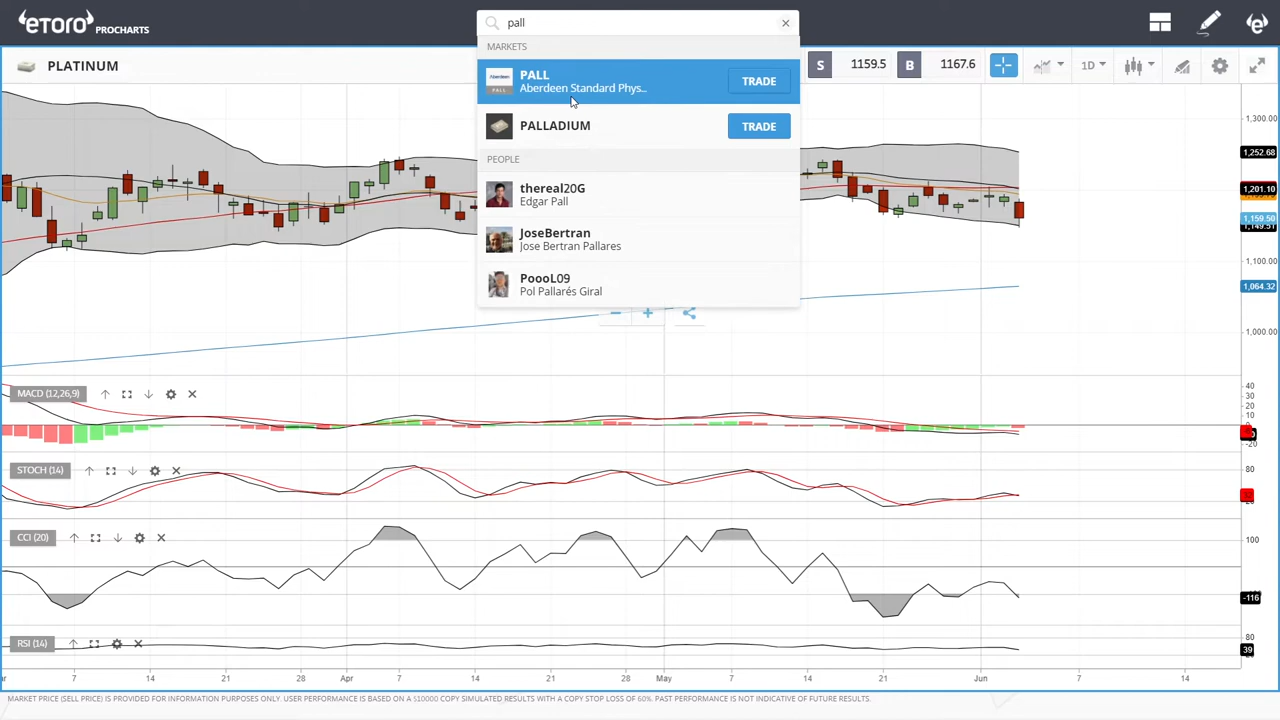 etoro PROCHARTS
pall
MARKETS
PLATINUM
S 1159.5 B 1167.6
1D
PALL
Aberdeen Standard Phys...
TRADE
Aberdeen
PALL
PALLADIUM
TRADE
PEOPLE
thereal20G
Edgar Pall
JoseBertran
Jose Bertran Pallares
PoooL09
Pol Pallarés Giral
1,300.00
1,252.68
1,201.10
1,159.50
1,149.51
1,100.00
1,064.32
1,000.00
MACD (12,26,9)
40
30
20
10
-20
STOCH (14)
80
CCI (20)
100
-116
RSI (14)
80
39
7 14 21 28 Apr 7 14 21 28 May 7 14 21 Jun 7 14
MARKET PRICE (SELL PRICE) IS PROVIDED FOR INFORMATION PURPOSES ONLY. USER PERFORMANCE IS BASED ON A $10000 COPY SIMULATED RESULTS WITH A COPY STOP LOSS OF 60%. PAST PERFORMANCE IS NOT INDICATIVE OF FUTURE RESULTS.